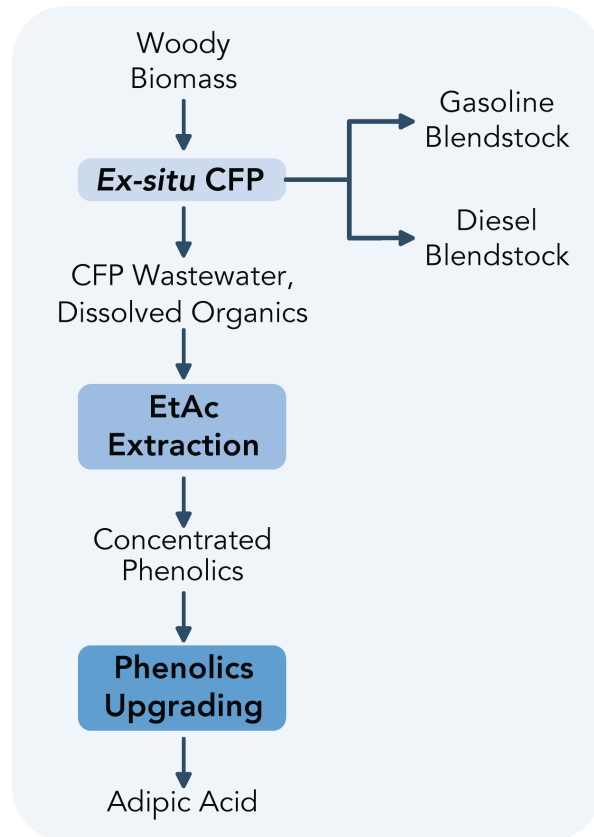 Woody
Biomass
Gasoline
Blendstock
Ex-situ CFP
Diesel
Blendstock
CFP Wastewater,
Dissolved Organics
EtAc
Extraction
Concentrated
Phenolics
Phenolics
Upgrading
Adipic Acid